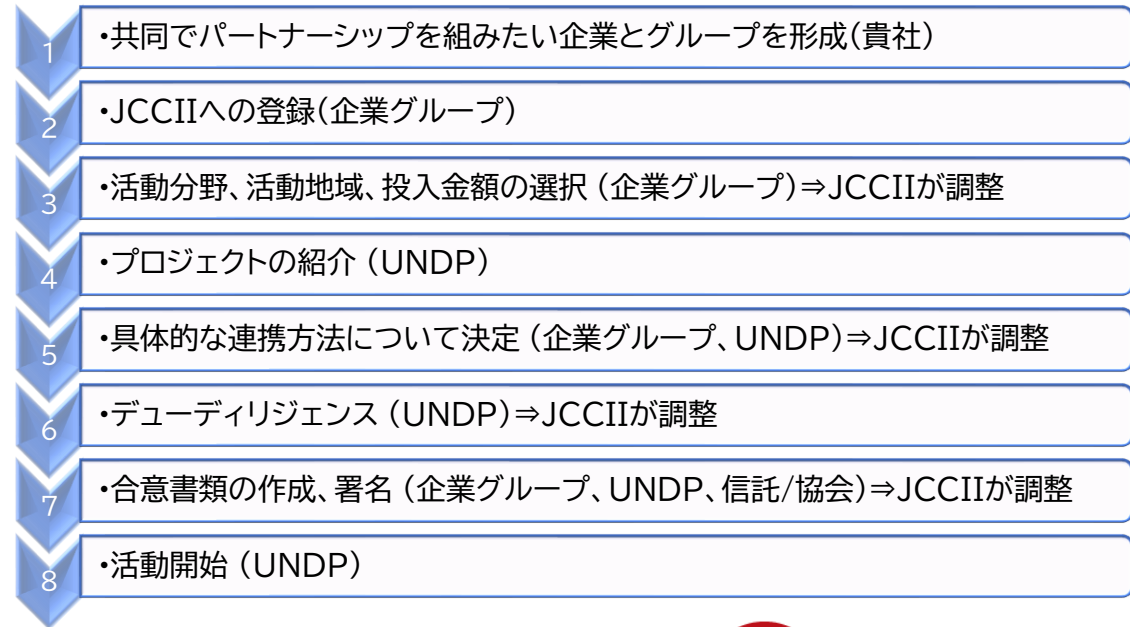 1
・共同でパートナーシップを組みたい企業とグループを形成(貴社)
2
・JCCIIへの登録(企業グループ)
3
・活動分野、活動地域、投入金額の選択 (企業グループ)⇒JCCIIが調整
4
・プロジェクトの紹介 (UNDP)
5
・具体的な連携方法について決定 (企業グループ、UNDP)⇒JCCIIが調整
6
・デューディリジェンス (UNDP)⇒JCCIIが調整
7
・合意書類の作成、署名 (企業グループ、UNDP、信託/協会)⇒JCCIIが調整
8
・活動開始 (UNDP)